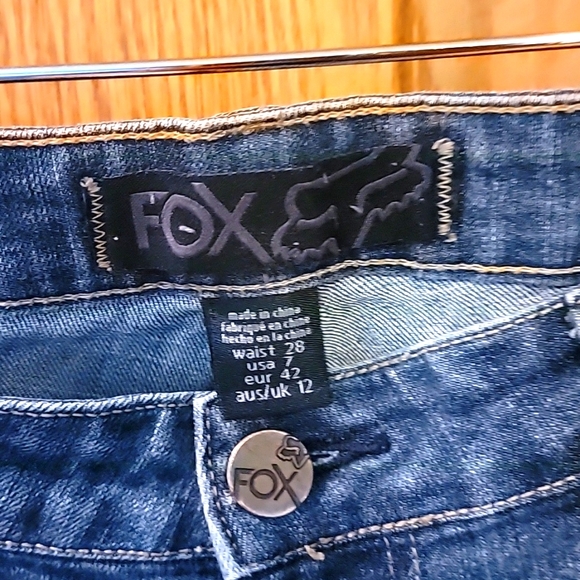 FOX
made in china
fabriqué en chine
hecho en la china
waist 28
usa 7
eur 42
aus/uk 12
FOX